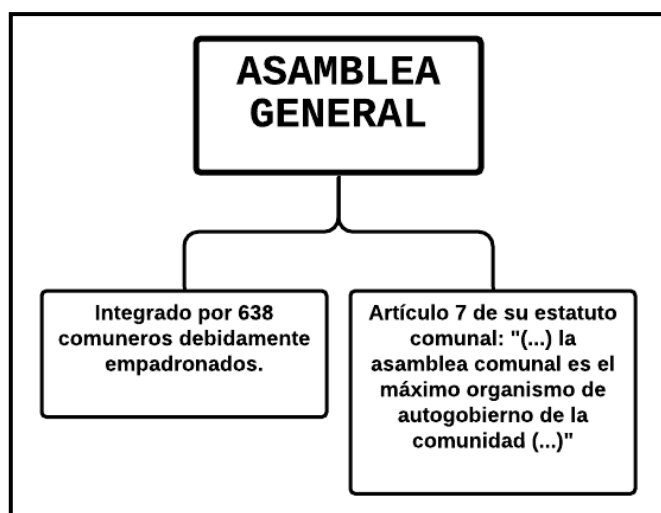 ASAMBLEA
GENERAL
Integrado por 638
comuneros debidamente
empadronados.
Artículo 7 de su estatuto
comunal: "(...) la
asamblea comunal es el
máximo organismo de
autogobierno de la
comunidad (...)"